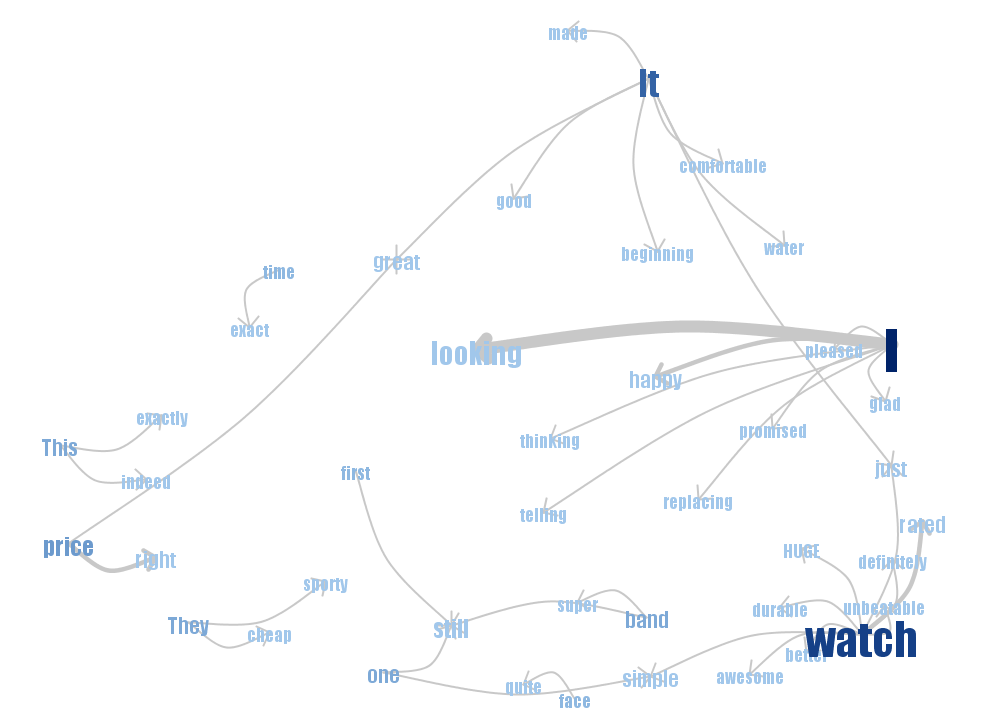 made
It
comfortable
good
beginning
water
great
time
exact
looking
pleased
I
happy
glad
exactly
This
thinking
promised
just
first
indeed
replacing
telling
rated
price
right
HUGE
definitely
sporty
super
durable
unbeatable
They
cheap
still
band
watch
better
one
quite
simple
awesome
face